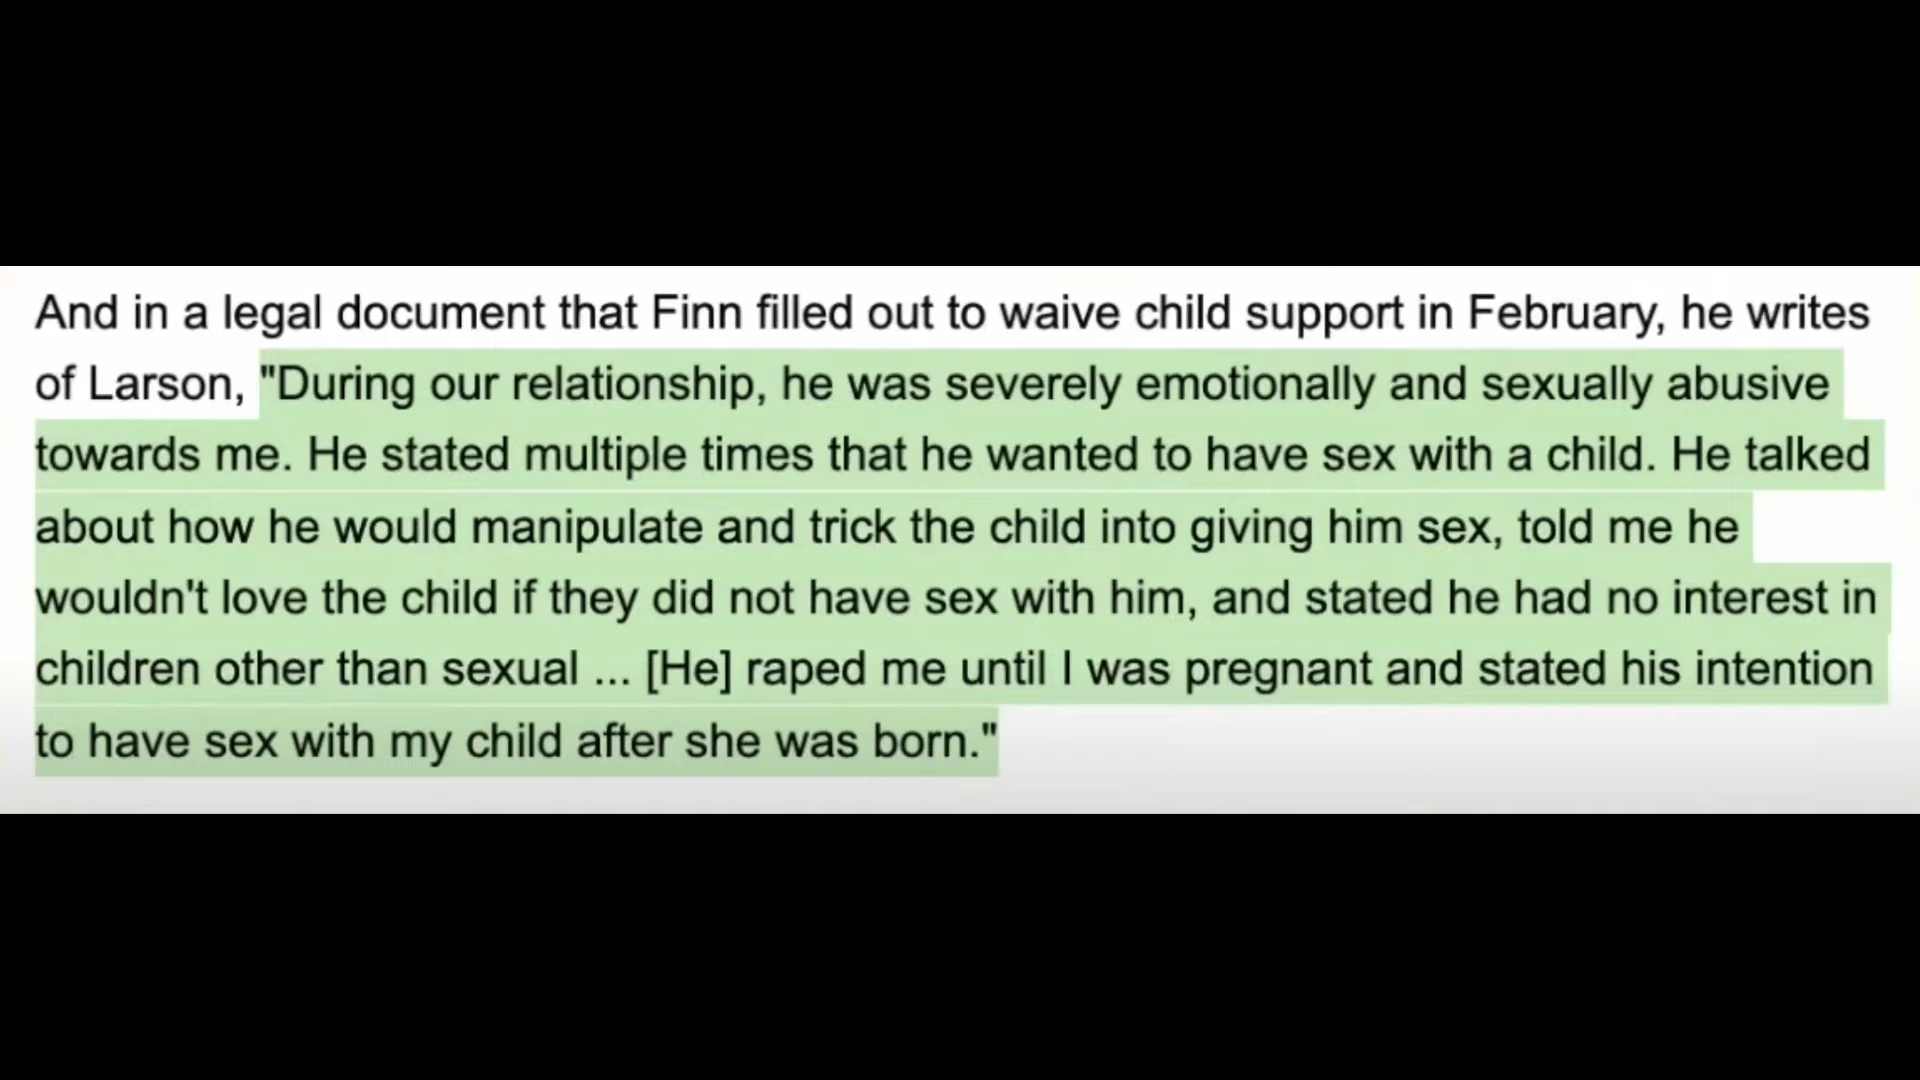 And in a legal document that Finn filled out to waive child support in February, he writes
of Larson, "During our relationship, he was severely emotionally and sexually abusive
towards me. He stated multiple times that he wanted to have sex with a child. He talked
about how he would manipulate and trick the child into giving him sex, told me he
wouldn't love the child if they did not have sex with him, and stated he had no interest in
children other than sexual ... [He] raped me until I was pregnant and stated his intention
to have sex with my child after she was born."